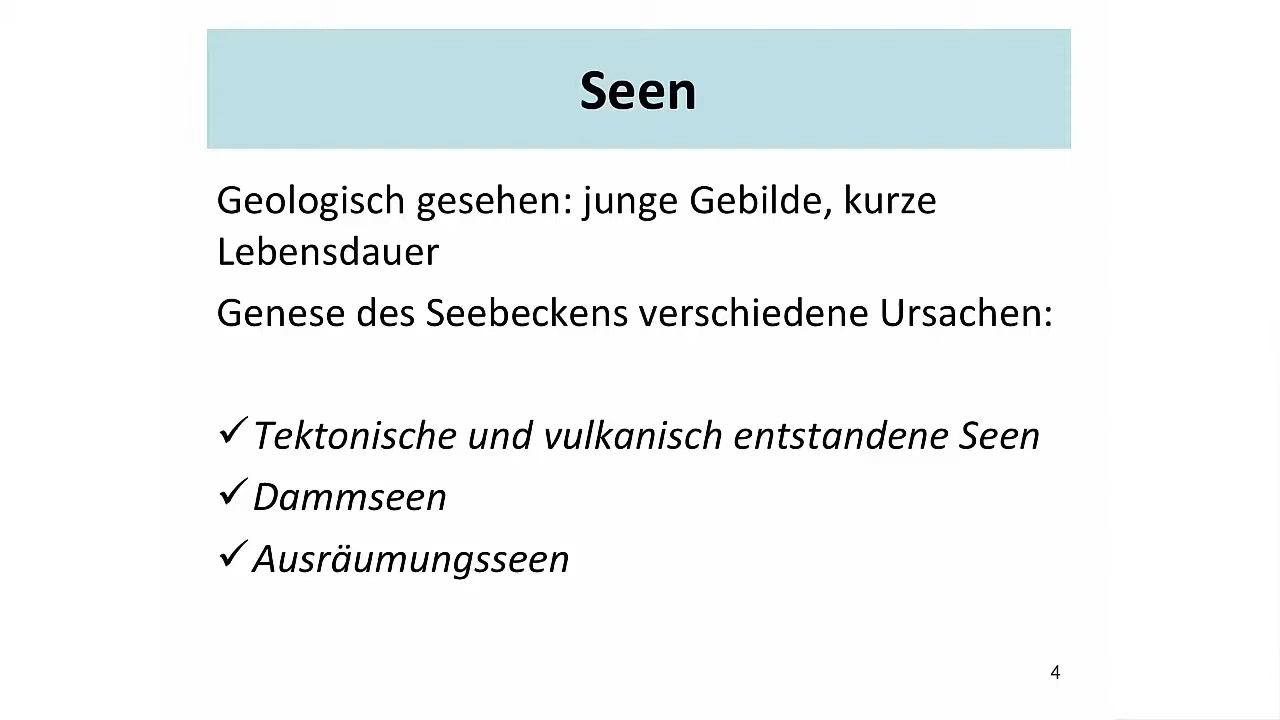 Seen
Geologisch gesehen: junge Gebilde, kurze
Lebensdauer
Genese des Seebeckens verschiedene Ursachen:
✓Tektonische und vulkanisch entstandene Seen
✓Dammseen
✓Ausräumungsseen
4